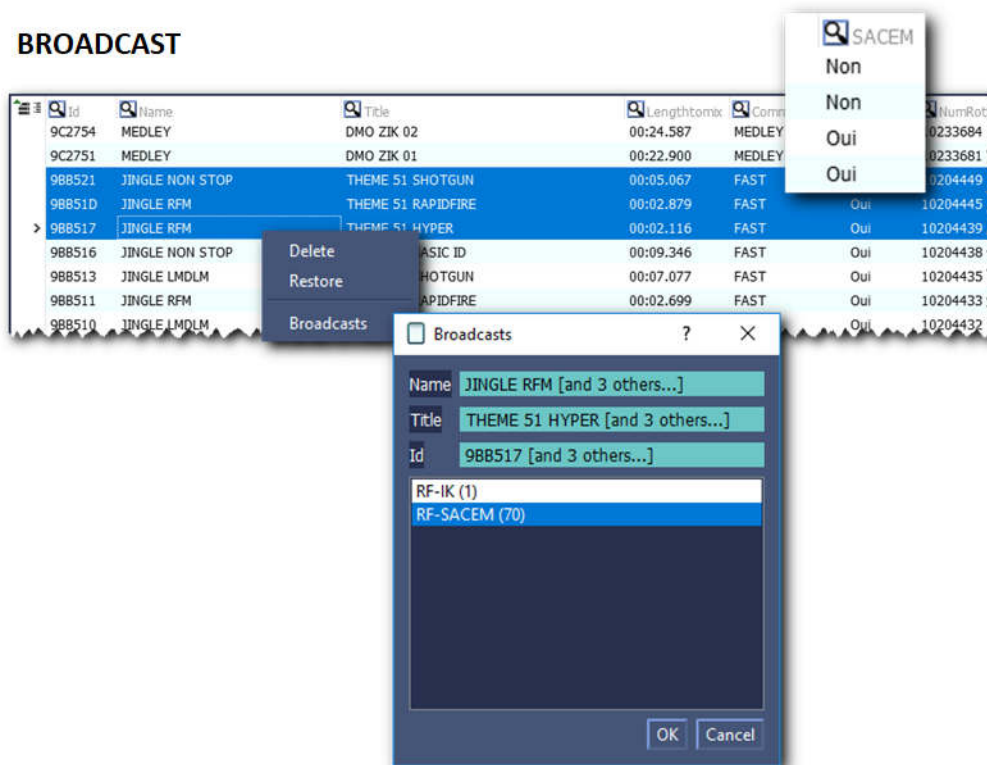 BROADCAST
SACEM
Non
Non
Oui
Oui
Id Name Title Lengthtomix Comm NumRot
9C2754 MEDLEY DMO ZIK 02 00:24.587 MEDLEY 0233684
9C2751 MEDLEY DMO ZIK 01 00:22.900 MEDLEY 0233681
9BB521 JINGLE NON STOP THEME 51 SHOTGUN 00:05.067 FAST 0204449
9BB51D JINGLE RFM THEME 51 RAPIDFIRE 00:02.879 FAST Oui 10204445
> 9BB517 JINGLE RFM THEME 51 HYPER 00:02.116 FAST Oui 10204439
9BB516 JINGLE NON STOP ASIC ID 00:09.346 FAST Oui 10204438
9BB513 JINGLE LMDLM HOTGUN 00:07.077 FAST Oui 10204435
9BB511 JINGLE RFM APIDFIRE 00:02.699 FAST Oui 10204433
9BB510 JINGLE LMDLM Oui 10204432
Delete
Restore
Broadcasts
Broadcasts ?
Name JINGLE RFM [and 3 others...]
Title THEME 51 HYPER [and 3 others...]
Id 9BB517 [and 3 others...]
RF-IK (1)
RF-SACEM (70)
OK Cancel